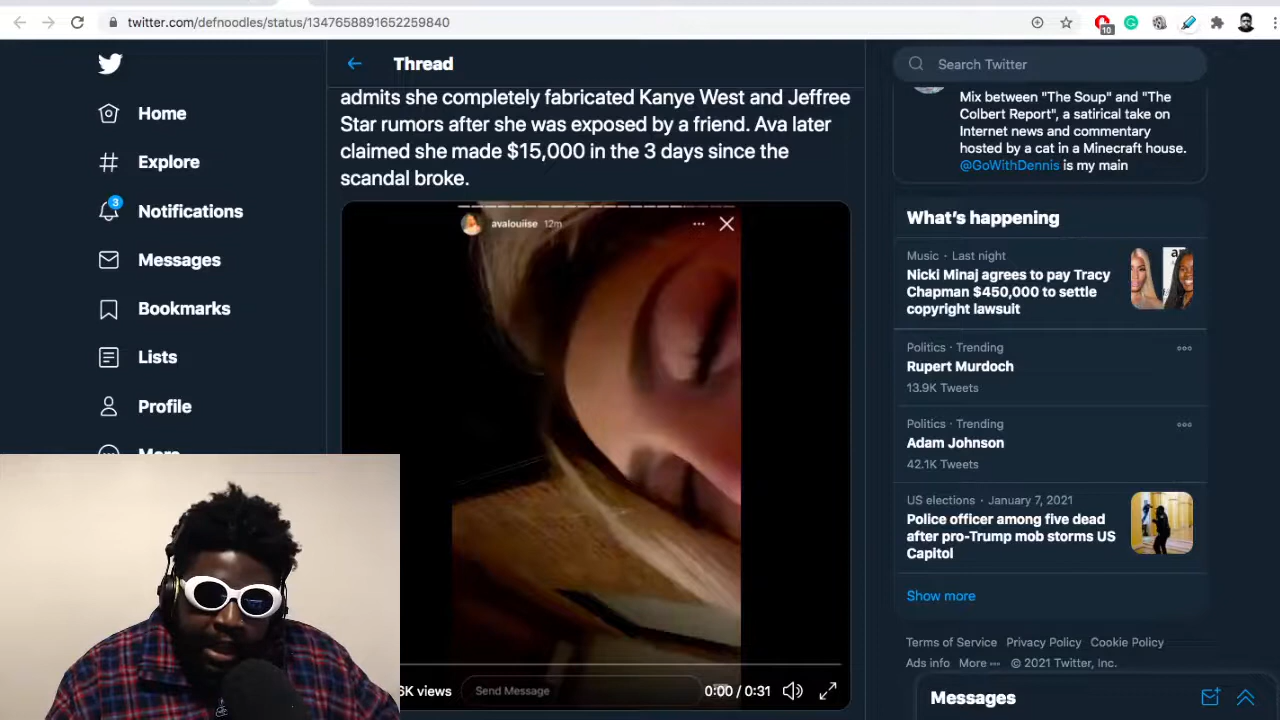 twitter.com/defnoodles/status/1347658891652259840
10
Home
Explore
3
Notifications
Messages
Bookmarks
Lists
Profile
More
Thread
admits she completely fabricated Kanye West and Jeffree
Star rumors after she was exposed by a friend. Ava later
claimed she made $15,000 in the 3 days since the
scandal broke.
avalouiise 12m
6K views
Send Message
0:00 / 0:31
Search Twitter
Mix between "The Soup" and "The
Colbert Report", a satirical take on
Internet news and commentary
hosted by a cat in a Minecraft house.
@GoWithDennis is my main
What's happening
Music · Last night
Nicki Minaj agrees to pay Tracy
Chapman $450,000 to settle
copyright lawsuit
Politics · Trending
Rupert Murdoch
13.9K Tweets
Politics · Trending
Adam Johnson
42.1K Tweets
US elections · January 7, 2021
Police officer among five dead
after pro-Trump mob storms US
Capitol
Show more
Terms of Service Privacy Policy Cookie Policy
Ads info More ··· © 2021 Twitter, Inc.
Messages